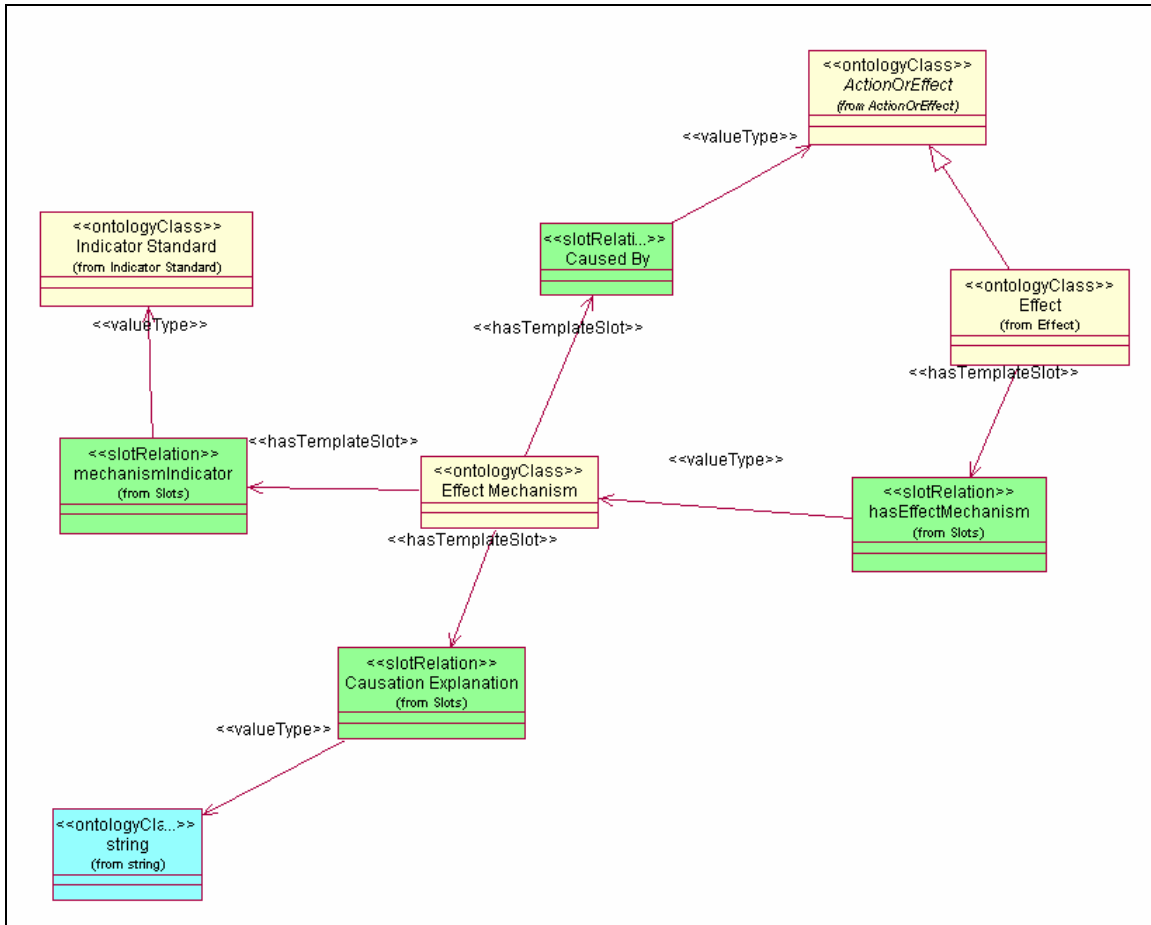 <<ontologyClass>>
ActionOrEffect
(from ActionOrEffect)
<<valueType>>
<<ontologyClass>>
Indicator Standard
(from Indicator Standard)
<<slotRelati...>>
Caused By
<<ontologyClass>>
Effect
(from Effect)
<<valueType>>
<<hasTemplateSlot>>
<<hasTemplateSlot>>
<<slotRelation>>
mechanismIndicator
(from Slots)
<<hasTemplateSlot>>
<<ontologyClass>>
Effect Mechanism
<<valueType>>
<<slotRelation>>
hasEffectMechanism
(from Slots)
<<hasTemplateSlot>>
<<slotRelation>>
Causation Explanation
(from Slots)
<<valueType>>
<<ontologyCla...>>
string
(from string)